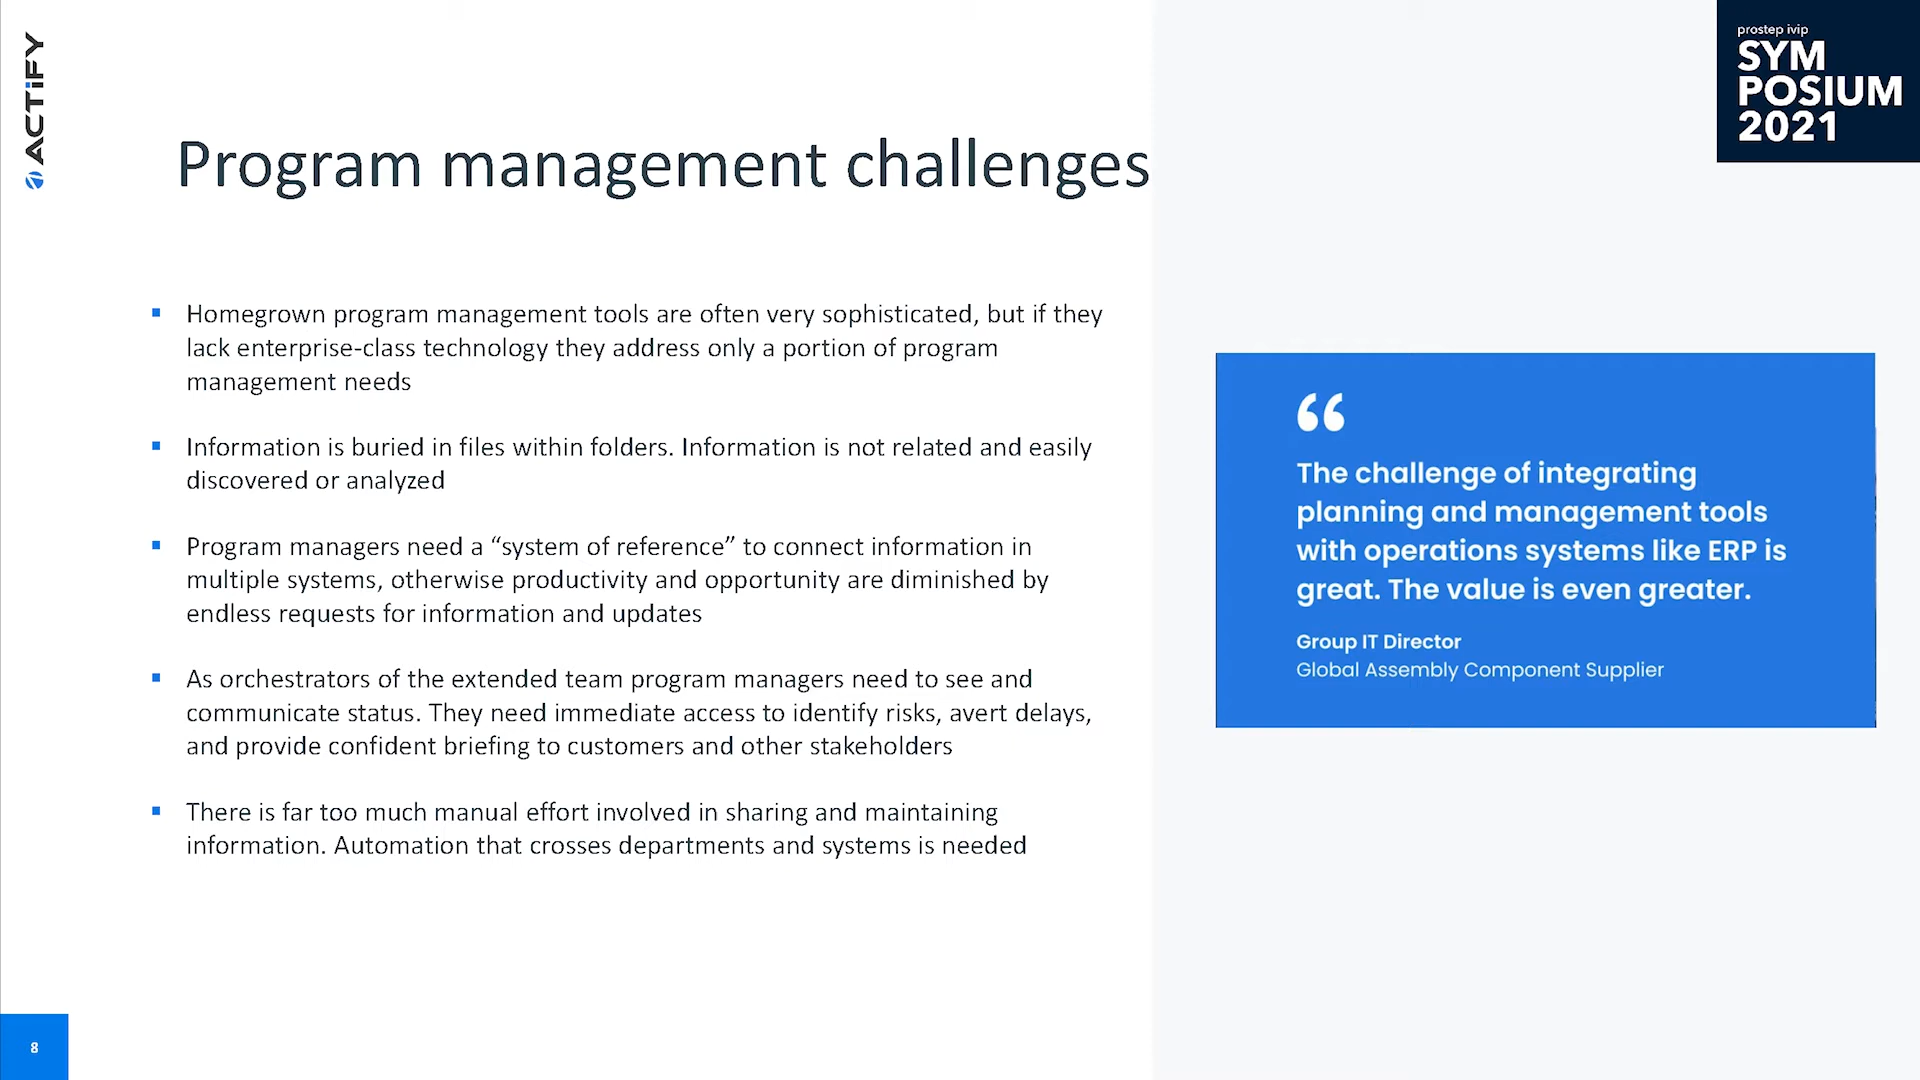 ACTiFY
prostep ivip
SYM
POSIUM
2021
Program management challenges
▪ Homegrown program management tools are often very sophisticated, but if they
lack enterprise-class technology they address only a portion of program
management needs
▪ Information is buried in files within folders. Information is not related and easily
discovered or analyzed
▪ Program managers need a “system of reference” to connect information in
multiple systems, otherwise productivity and opportunity are diminished by
endless requests for information and updates
▪ As orchestrators of the extended team program managers need to see and
communicate status. They need immediate access to identify risks, avert delays,
and provide confident briefing to customers and other stakeholders
▪ There is far too much manual effort involved in sharing and maintaining
information. Automation that crosses departments and systems is needed
“
The challenge of integrating
planning and management tools
with operations systems like ERP is
great. The value is even greater.
Group IT Director
Global Assembly Component Supplier
8